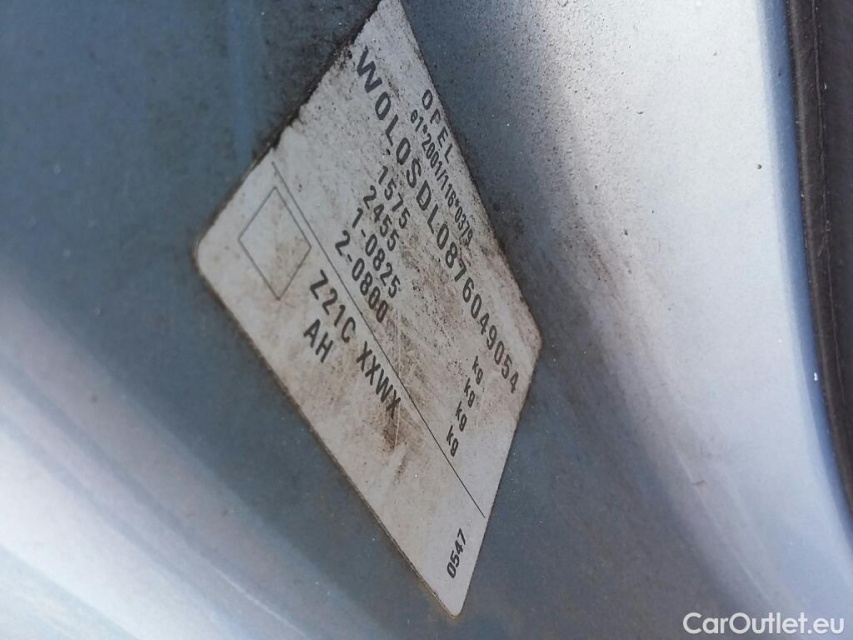 OPEL
e1*2001/116*0379
W0L0SDL0876049054
1575 kg
2455 kg
1-0825 kg
2-0800 kg
Z21C XXWX
AH
0547
CarOutlet.eu